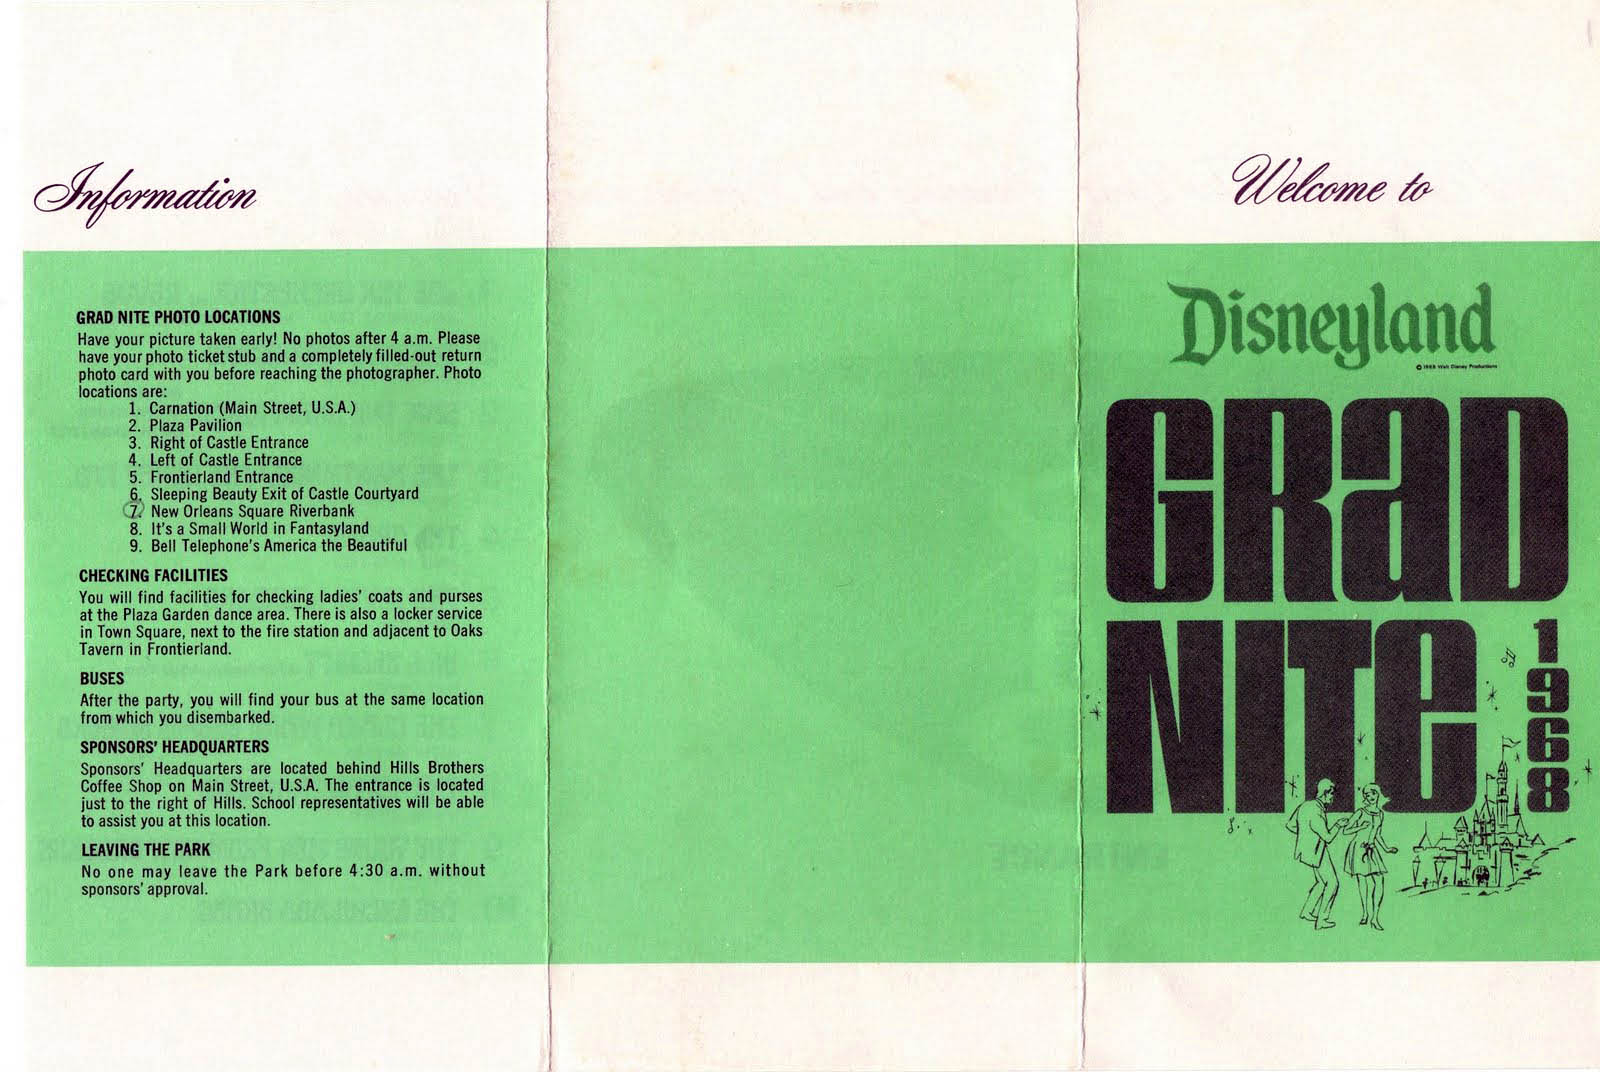 Information
GRAD NITE PHOTO LOCATIONS
Have your picture taken early! No photos after 4 a.m. Please
have your photo ticket stub and a completely filled-out return
photo card with you before reaching the photographer. Photo
locations are:
1. Carnation (Main Street, U.S.A.)
2. Plaza Pavilion
3. Right of Castle Entrance
4. Left of Castle Entrance
5. Frontierland Entrance
6. Sleeping Beauty Exit of Castle Courtyard
7. New Orleans Square Riverbank
8. It's a Small World in Fantasyland
9. Bell Telephone's America the Beautiful
CHECKING FACILITIES
You will find facilities for checking ladies' coats and purses
at the Plaza Garden dance area. There is also a locker service
in Town Square, next to the fire station and adjacent to Oaks
Tavern in Frontierland.
BUSES
After the party, you will find your bus at the same location
from which you disembarked.
SPONSORS' HEADQUARTERS
Sponsors' Headquarters are located behind Hills Brothers
Coffee Shop on Main Street, U.S.A. The entrance is located
just to the right of Hills. School representatives will be able
to assist you at this location.
LEAVING THE PARK
No one may leave the Park before 4:30 a.m. without
sponsors' approval.
Welcome to
Disneyland
© 1968 Walt Disney Productions
GRaD
NITe
1968